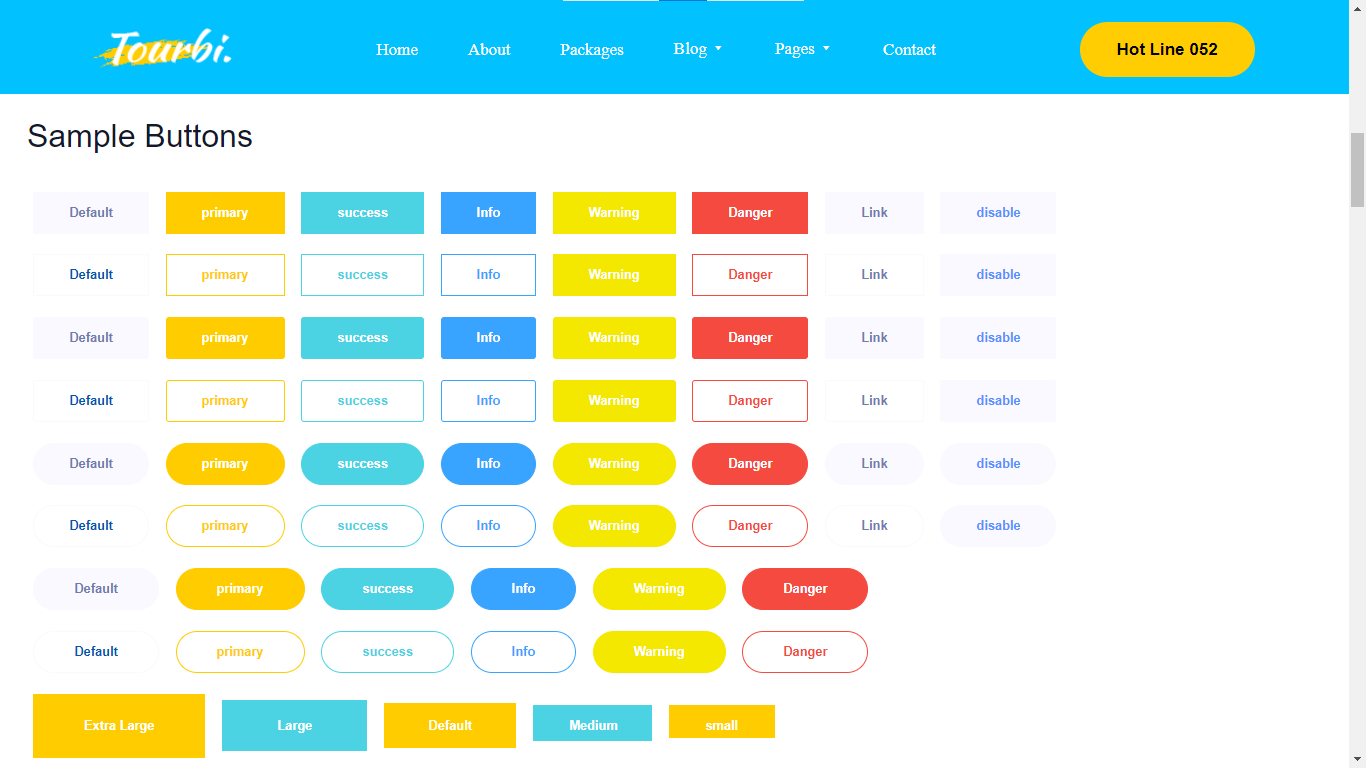 Tourbi.
Home About Packages Blog Pages Contact
Hot Line 052
Sample Buttons
Default primary success Info Warning Danger Link disable
Default primary success Info Warning Danger Link disable
Default primary success Info Warning Danger Link disable
Default primary success Info Warning Danger Link disable
Default primary success Info Warning Danger Link disable
Default primary success Info Warning Danger Link disable
Default primary success Info Warning Danger
Default primary success Info Warning Danger
Extra Large Large Default Medium small